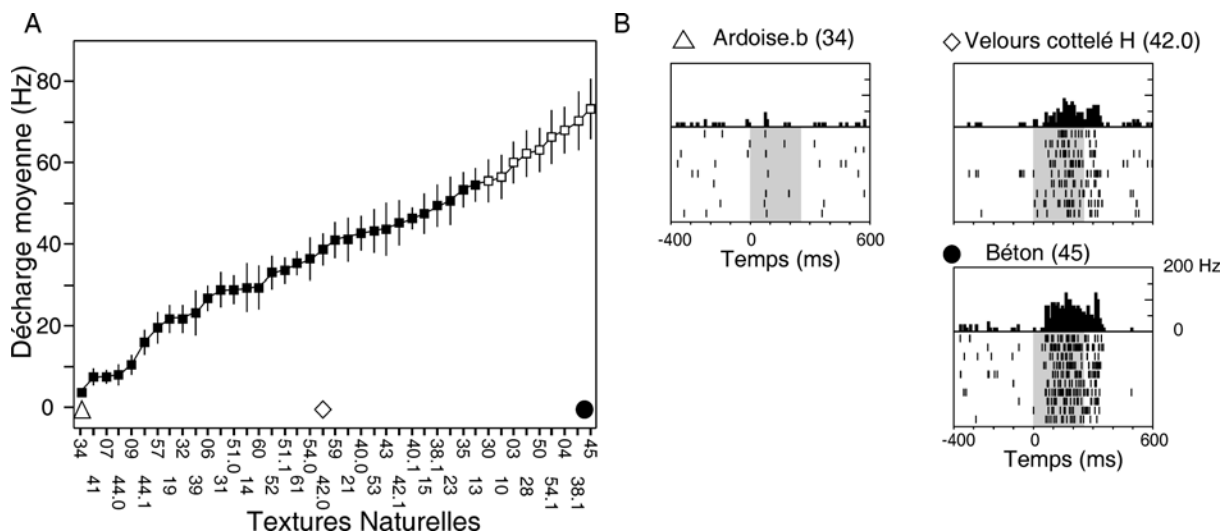 A
Décharge moyenne (Hz)
80
60
40
20
0
34 07 09 57 32 06 51.0 60 51.1 54.0 59 40.0 43 40.1 38.1 35 30 03 50 04 45
41 44.0 44.1 19 39 31 14 52 61 42.0 21 53 42.1 15 23 13 10 28 54.1 38.1
Textures Naturelles
B
Ardoise.b (34)
-400 0 600
Temps (ms)
Velours cottelé H (42.0)
Béton (45)
200 Hz
0
-400 0 600
Temps (ms)